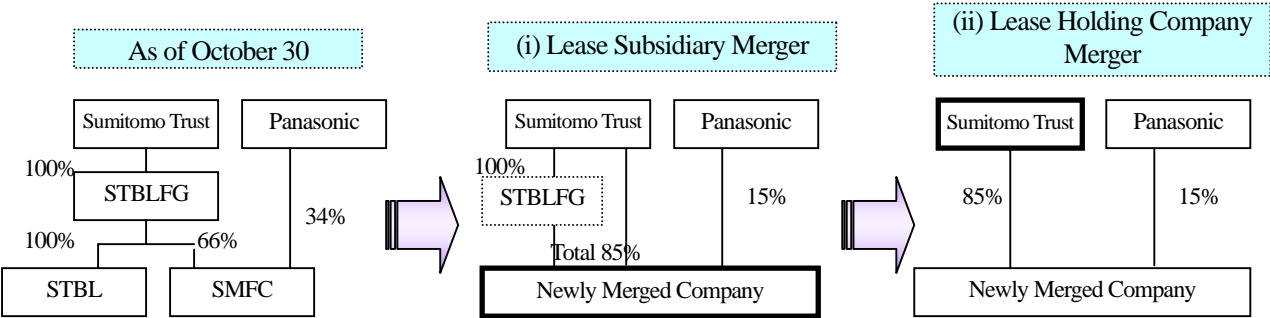 As of October 30
Sumitomo Trust
Panasonic
100%
STBLFG
34%
100%
66%
STBL
SMFC
(i) Lease Subsidiary Merger
Sumitomo Trust
Panasonic
100%
STBLFG
15%
Total 85%
Newly Merged Company
(ii) Lease Holding Company
Merger
Sumitomo Trust
Panasonic
85%
15%
Newly Merged Company